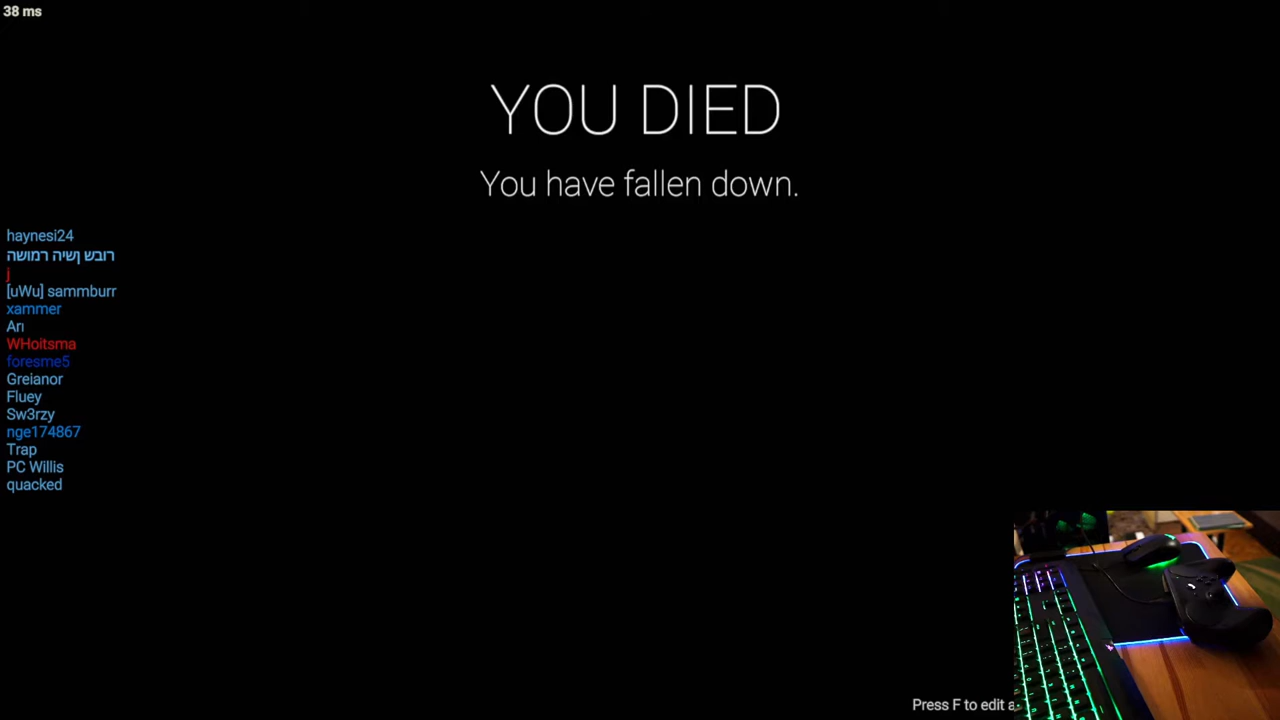 38 ms
YOU DIED
You have fallen down.
haynesi24
רובש ןשיה רמושה
j
[uWu] sammburr
xammer
Arı
WHoitsma
foresme5
Greianor
Fluey
Sw3rzy
nge174867
Trap
PC Willis
quacked
Press F to edit a